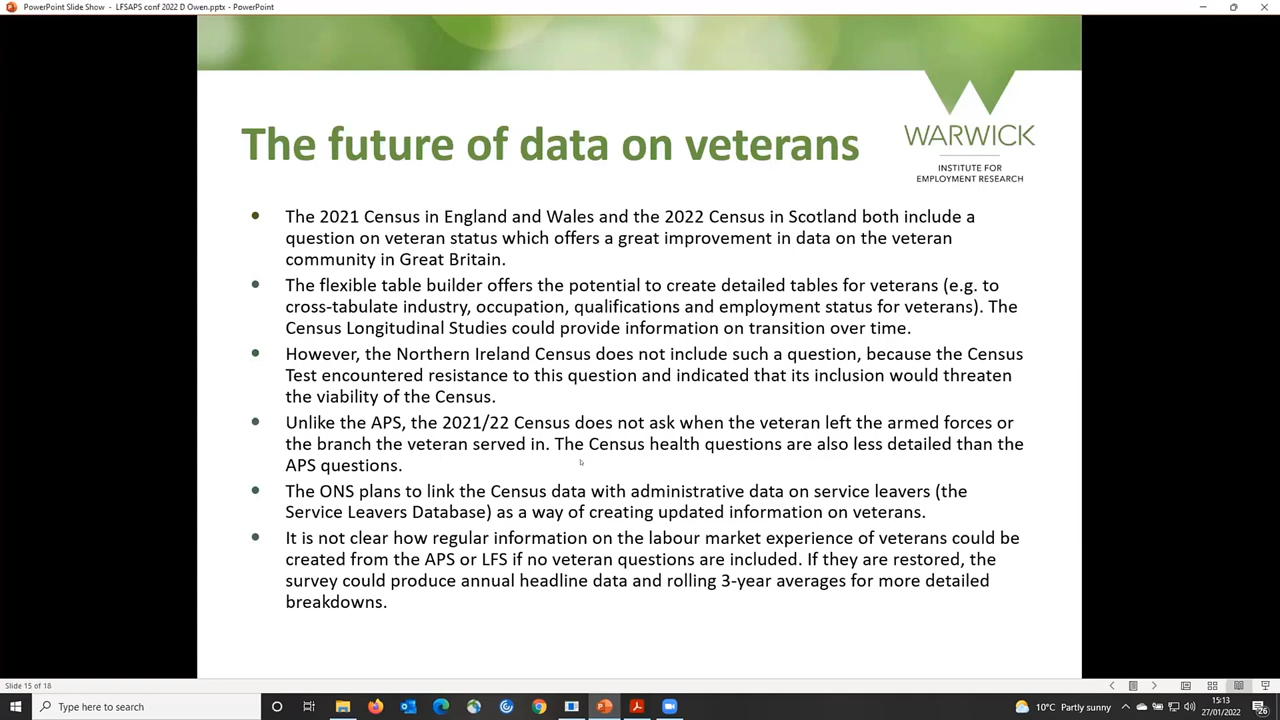 PowerPoint Slide Show - LFSAPS conf 2022 D Owen.pptx - PowerPoint
The future of data on veterans
WARWICK
INSTITUTE FOR
EMPLOYMENT RESEARCH
• The 2021 Census in England and Wales and the 2022 Census in Scotland both include a
question on veteran status which offers a great improvement in data on the veteran
community in Great Britain.
• The flexible table builder offers the potential to create detailed tables for veterans (e.g. to
cross-tabulate industry, occupation, qualifications and employment status for veterans). The
Census Longitudinal Studies could provide information on transition over time.
• However, the Northern Ireland Census does not include such a question, because the Census
Test encountered resistance to this question and indicated that its inclusion would threaten
the viability of the Census.
• Unlike the APS, the 2021/22 Census does not ask when the veteran left the armed forces or
the branch the veteran served in. The Census health questions are also less detailed than the
APS questions.
• The ONS plans to link the Census data with administrative data on service leavers (the
Service Leavers Database) as a way of creating updated information on veterans.
• It is not clear how regular information on the labour market experience of veterans could be
created from the APS or LFS if no veteran questions are included. If they are restored, the
survey could produce annual headline data and rolling 3-year averages for more detailed
breakdowns.
Slide 15 of 18
Type here to search
10°C Partly sunny
15:13
27/01/2022
26